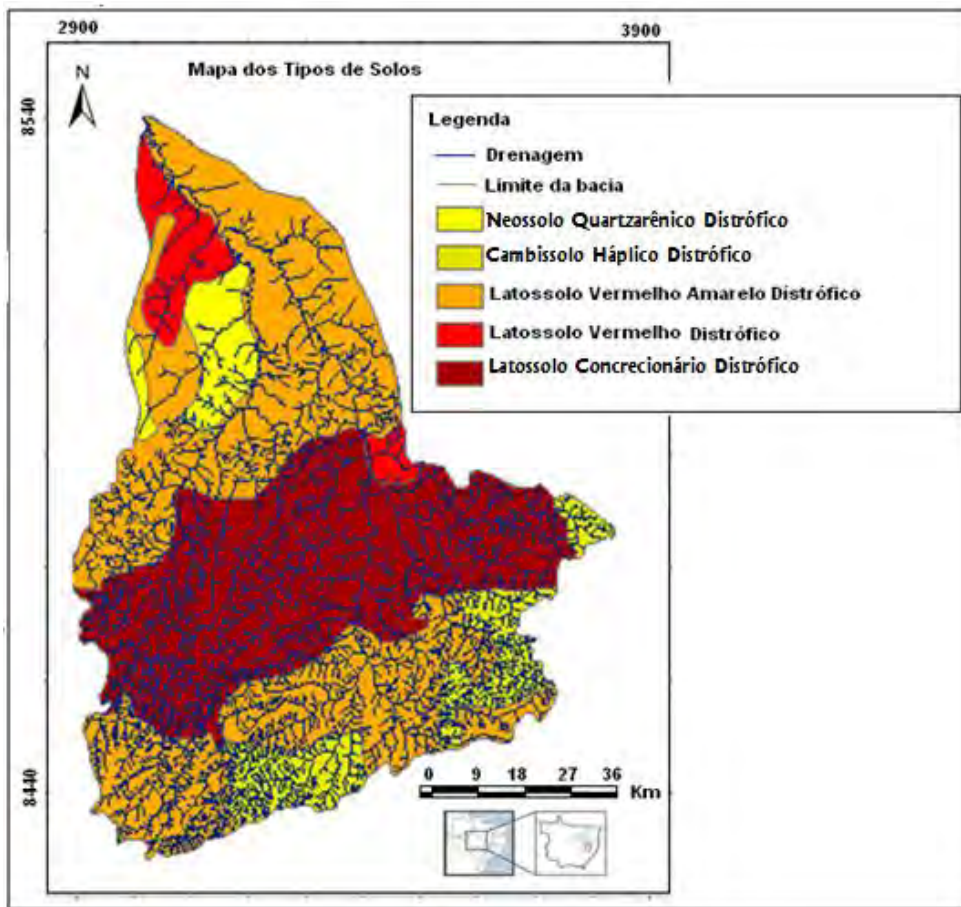 2900
3900
Mapa dos Tipos de Solos
N
8540
Legenda
Drenagem
Limite da bacia
Neossolo Quartzarênico Distrófico
Cambissolo Háplico Distrófico
Latossolo Vermelho Amarelo Distrófico
Latossolo Vermelho Distrófico
Latossolo Concrecionário Distrófico
8440
0 9 18 27 36
Km